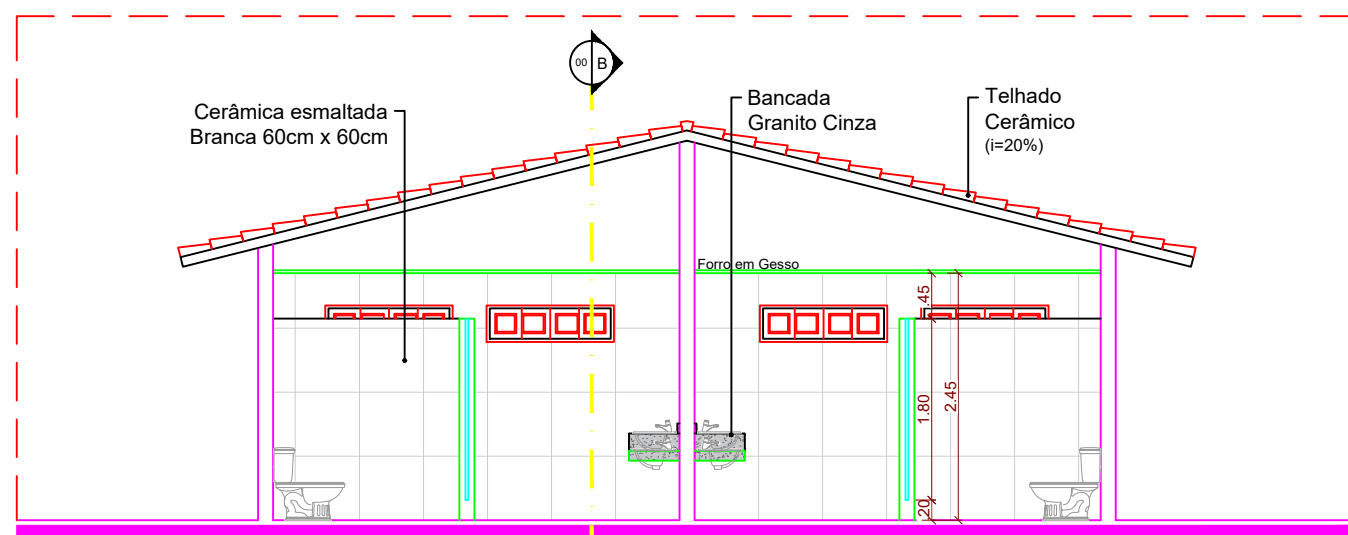 00 B
Cerâmica esmaltada
Branca 60cm x 60cm
Bancada
Granito Cinza
Telhado
Cerâmico
(i=20%)
Forro em Gesso
.45
1.80
2.45
.20